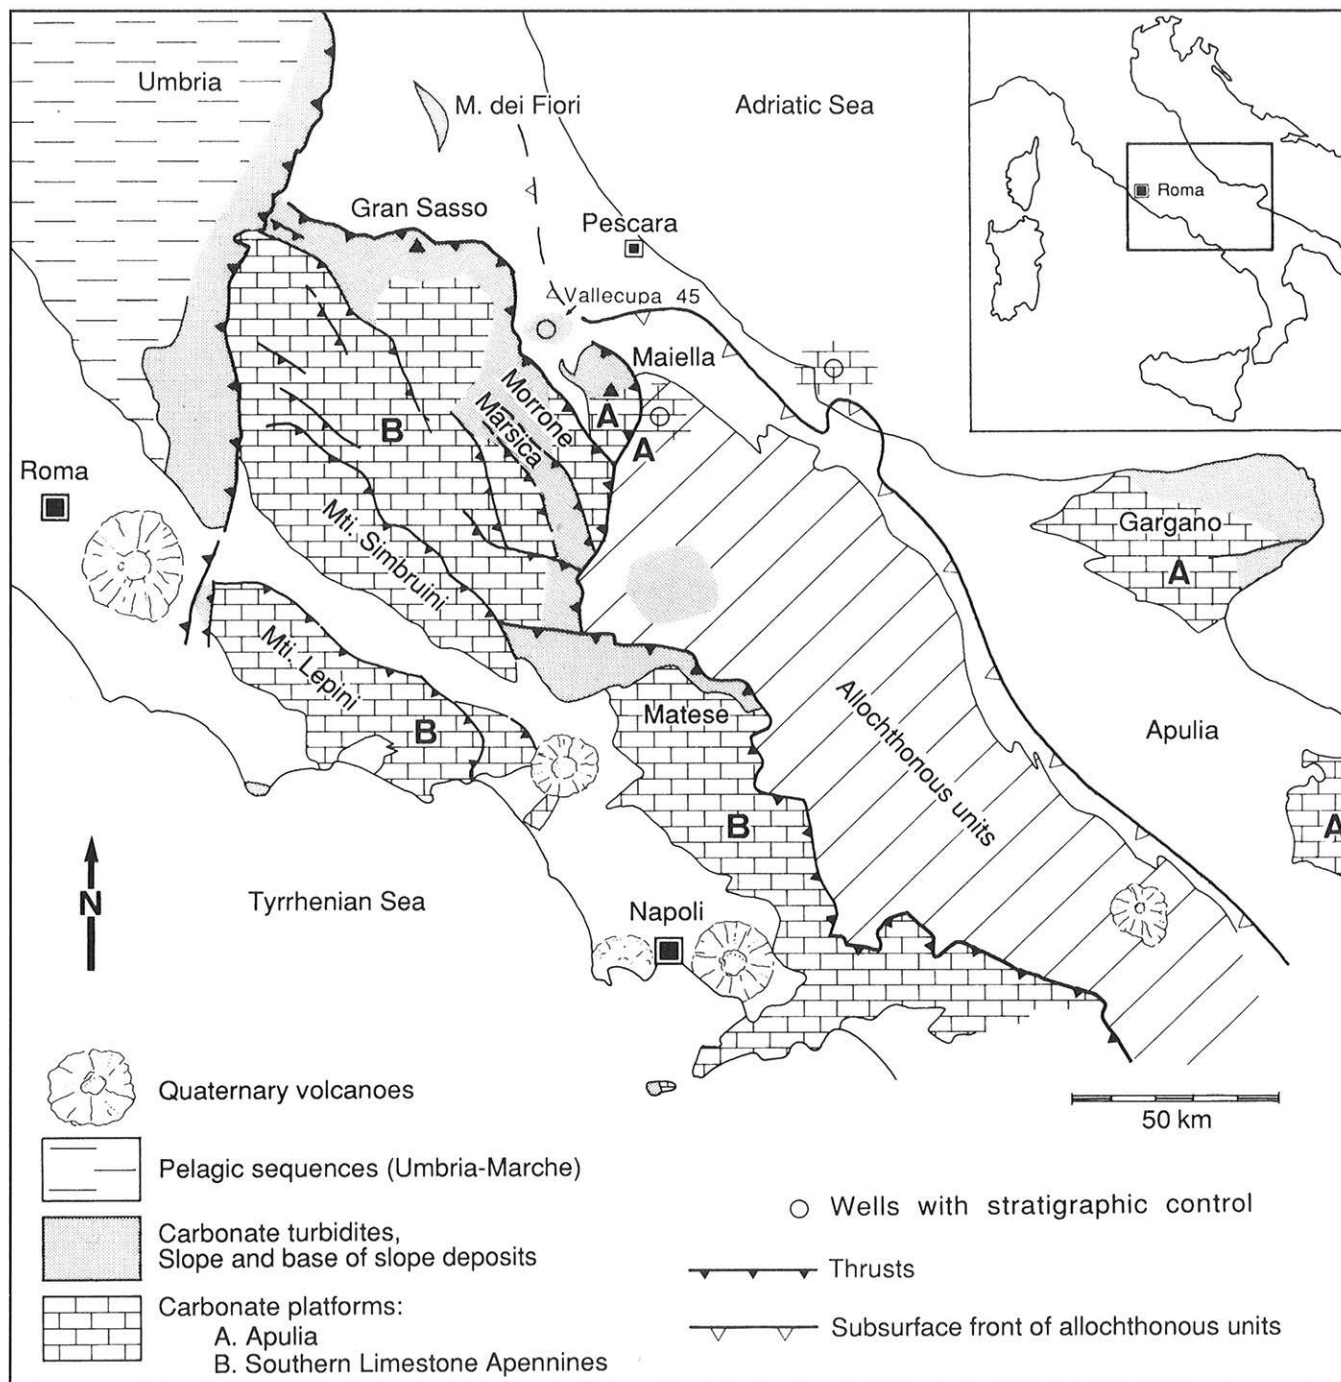 Umbria
M. dei Fiori
Adriatic Sea
Roma
Gran Sasso
Pescara
Vallecupa 45
Maiella
Morrone
Marsica
A
A
B
Roma
Mti. Simbruini
Gargano
A
Mti. Lepini
B
Matese
Allochthonous units
Apulia
B
A
N
Tyrrhenian Sea
Napoli
50 km
Quaternary volcanoes
Pelagic sequences (Umbria-Marche)
Carbonate turbidites,
Slope and base of slope deposits
Carbonate platforms:
A. Apulia
B. Southern Limestone Apennines
Wells with stratigraphic control
Thrusts
Subsurface front of allochthonous units